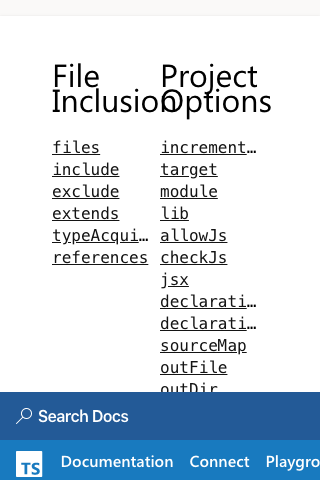 File Inclusion
files
include
exclude
extends
typeAcqui…
references
Project Options
increment…
target
module
lib
allowJs
checkJs
jsx
declarati…
declarati…
sourceMap
outFile
outDir
Search Docs
TS
Documentation Connect Playgro